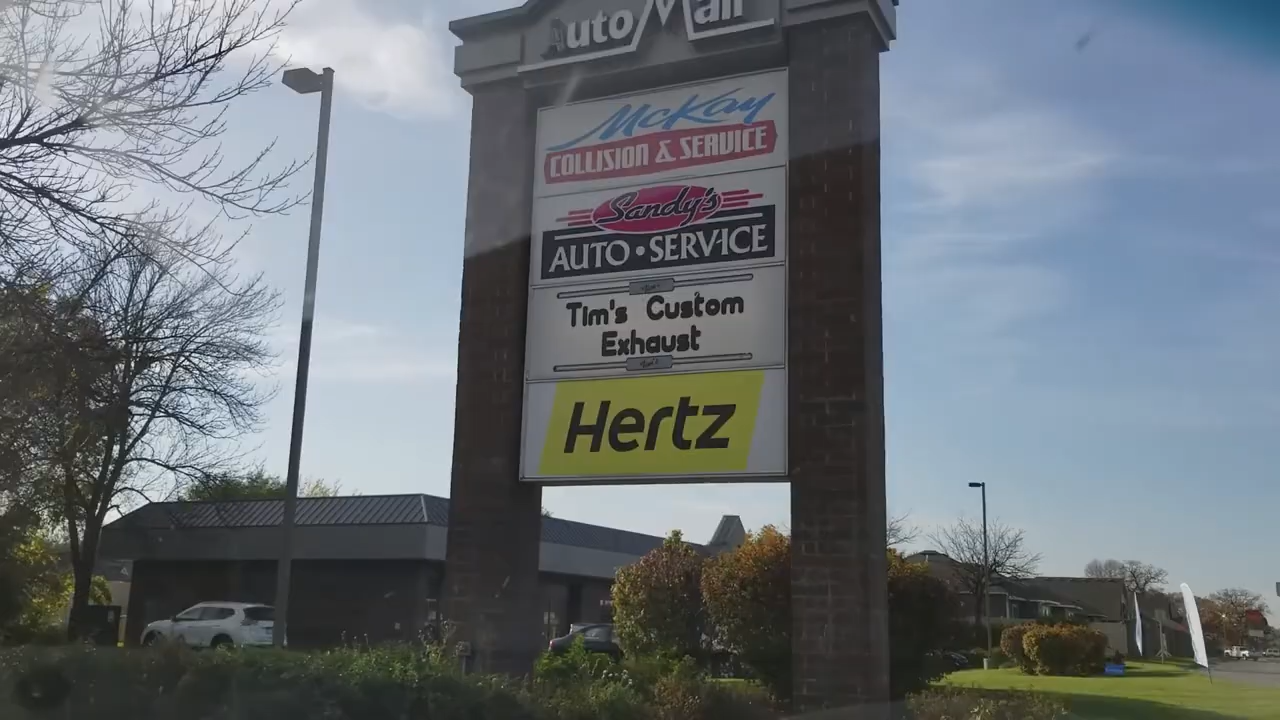 Auto Mall
McKay
COLLISION & SERVICE
Sandy's
AUTO • SERVICE
Tim's Custom
Exhaust
Hertz